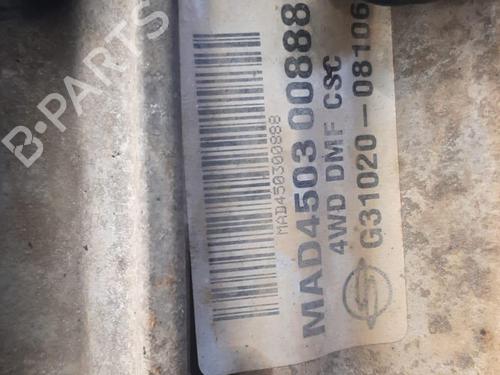 B-PARTS
MAD450300888
MAD4503 00888
4WD DMF CSC
G31020-08106